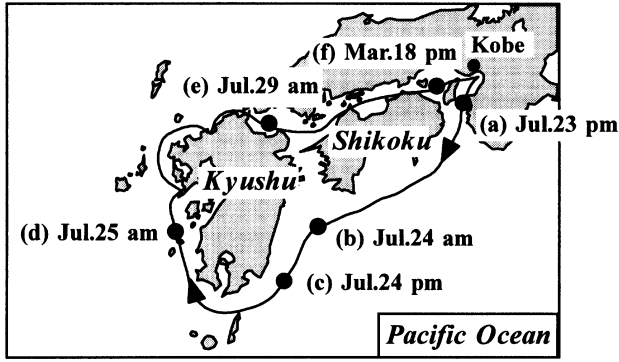 (f) Mar.18 pm
Kobe
(e) Jul.29 am
(a) Jul.23 pm
Shikoku
Kyushu
(d) Jul.25 am
(b) Jul.24 am
(c) Jul.24 pm
Pacific Ocean